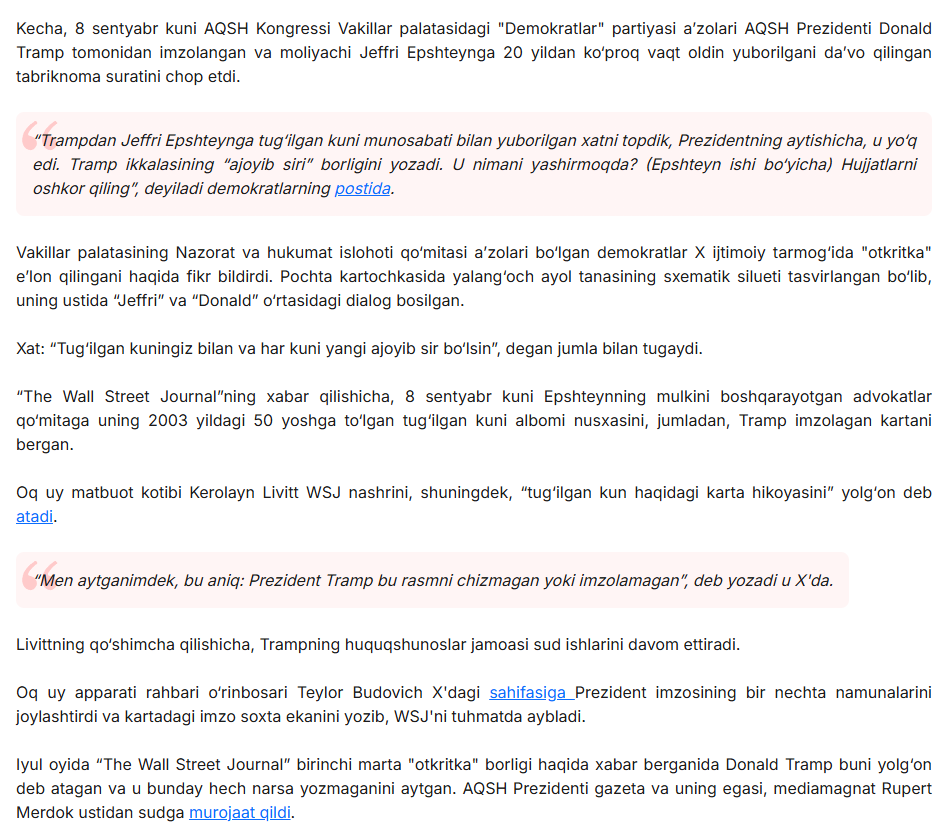 Kecha, 8 sentyabr kuni AQSH Kongressi Vakillar palatasidagi "Demokratlar" partiyasi a’zolari AQSH Prezidenti Donald
Tramp tomonidan imzolangan va moliyachi Jeffri Epshteynga 20 yildan ko‘proq vaqt oldin yuborilgani da’vo qilingan
tabriknoma suratini chop etdi.
“Trampdan Jeffri Epshteynga tug‘ilgan kuni munosabati bilan yuborilgan xatni topdik, Prezidentning aytishicha, u yo‘q
edi. Tramp ikkalasining “ajoyib siri” borligini yozadi. U nimani yashirmoqda? (Epshteyn ishi bo‘yicha) Hujjatlarni
oshkor qiling”, deyiladi demokratlarning postida.
Vakillar palatasining Nazorat va hukumat islohoti qo‘mitasi a’zolari bo‘lgan demokratlar X ijtimoiy tarmog‘ida "otkritka"
e’lon qilingani haqida fikr bildirdi. Pochta kartochkasida yalang‘och ayol tanasining sxematik silueti tasvirlangan bo‘lib,
uning ustida “Jeffri” va “Donald” o‘rtasidagi dialog bosilgan.
Xat: “Tug‘ilgan kuningiz bilan va har kuni yangi ajoyib sir bo‘lsin”, degan jumla bilan tugaydi.
“The Wall Street Journal”ning xabar qilishicha, 8 sentyabr kuni Epshteynning mulkini boshqarayotgan advokatlar
qo‘mitaga uning 2003 yildagi 50 yoshga to‘lgan tug‘ilgan kuni albomi nusxasini, jumladan, Tramp imzolagan kartani
bergan.
Oq uy matbuot kotibi Kerolayn Livitt WSJ nashrini, shuningdek, “tug‘ilgan kun haqidagi karta hikoyasini” yolg‘on deb
atadi.
“Men aytganimdek, bu aniq: Prezident Tramp bu rasmni chizmagan yoki imzolamagan”, deb yozadi u X'da.
Livittning qo‘shimcha qilishicha, Trampning huquqshunoslar jamoasi sud ishlarini davom ettiradi.
Oq uy apparati rahbari o‘rinbosari Teylor Budovich X'dagi sahifasiga Prezident imzosining bir nechta namunalarini
joylashtirdi va kartadagi imzo soxta ekanini yozib, WSJ'ni tuhmatda aybladi.
Iyul oyida “The Wall Street Journal” birinchi marta "otkritka" borligi haqida xabar berganida Donald Tramp buni yolg‘on
deb atagan va u bunday hech narsa yozmaganini aytgan. AQSH Prezidenti gazeta va uning egasi, mediamagnat Rupert
Merdok ustidan sudga murojaat qildi.